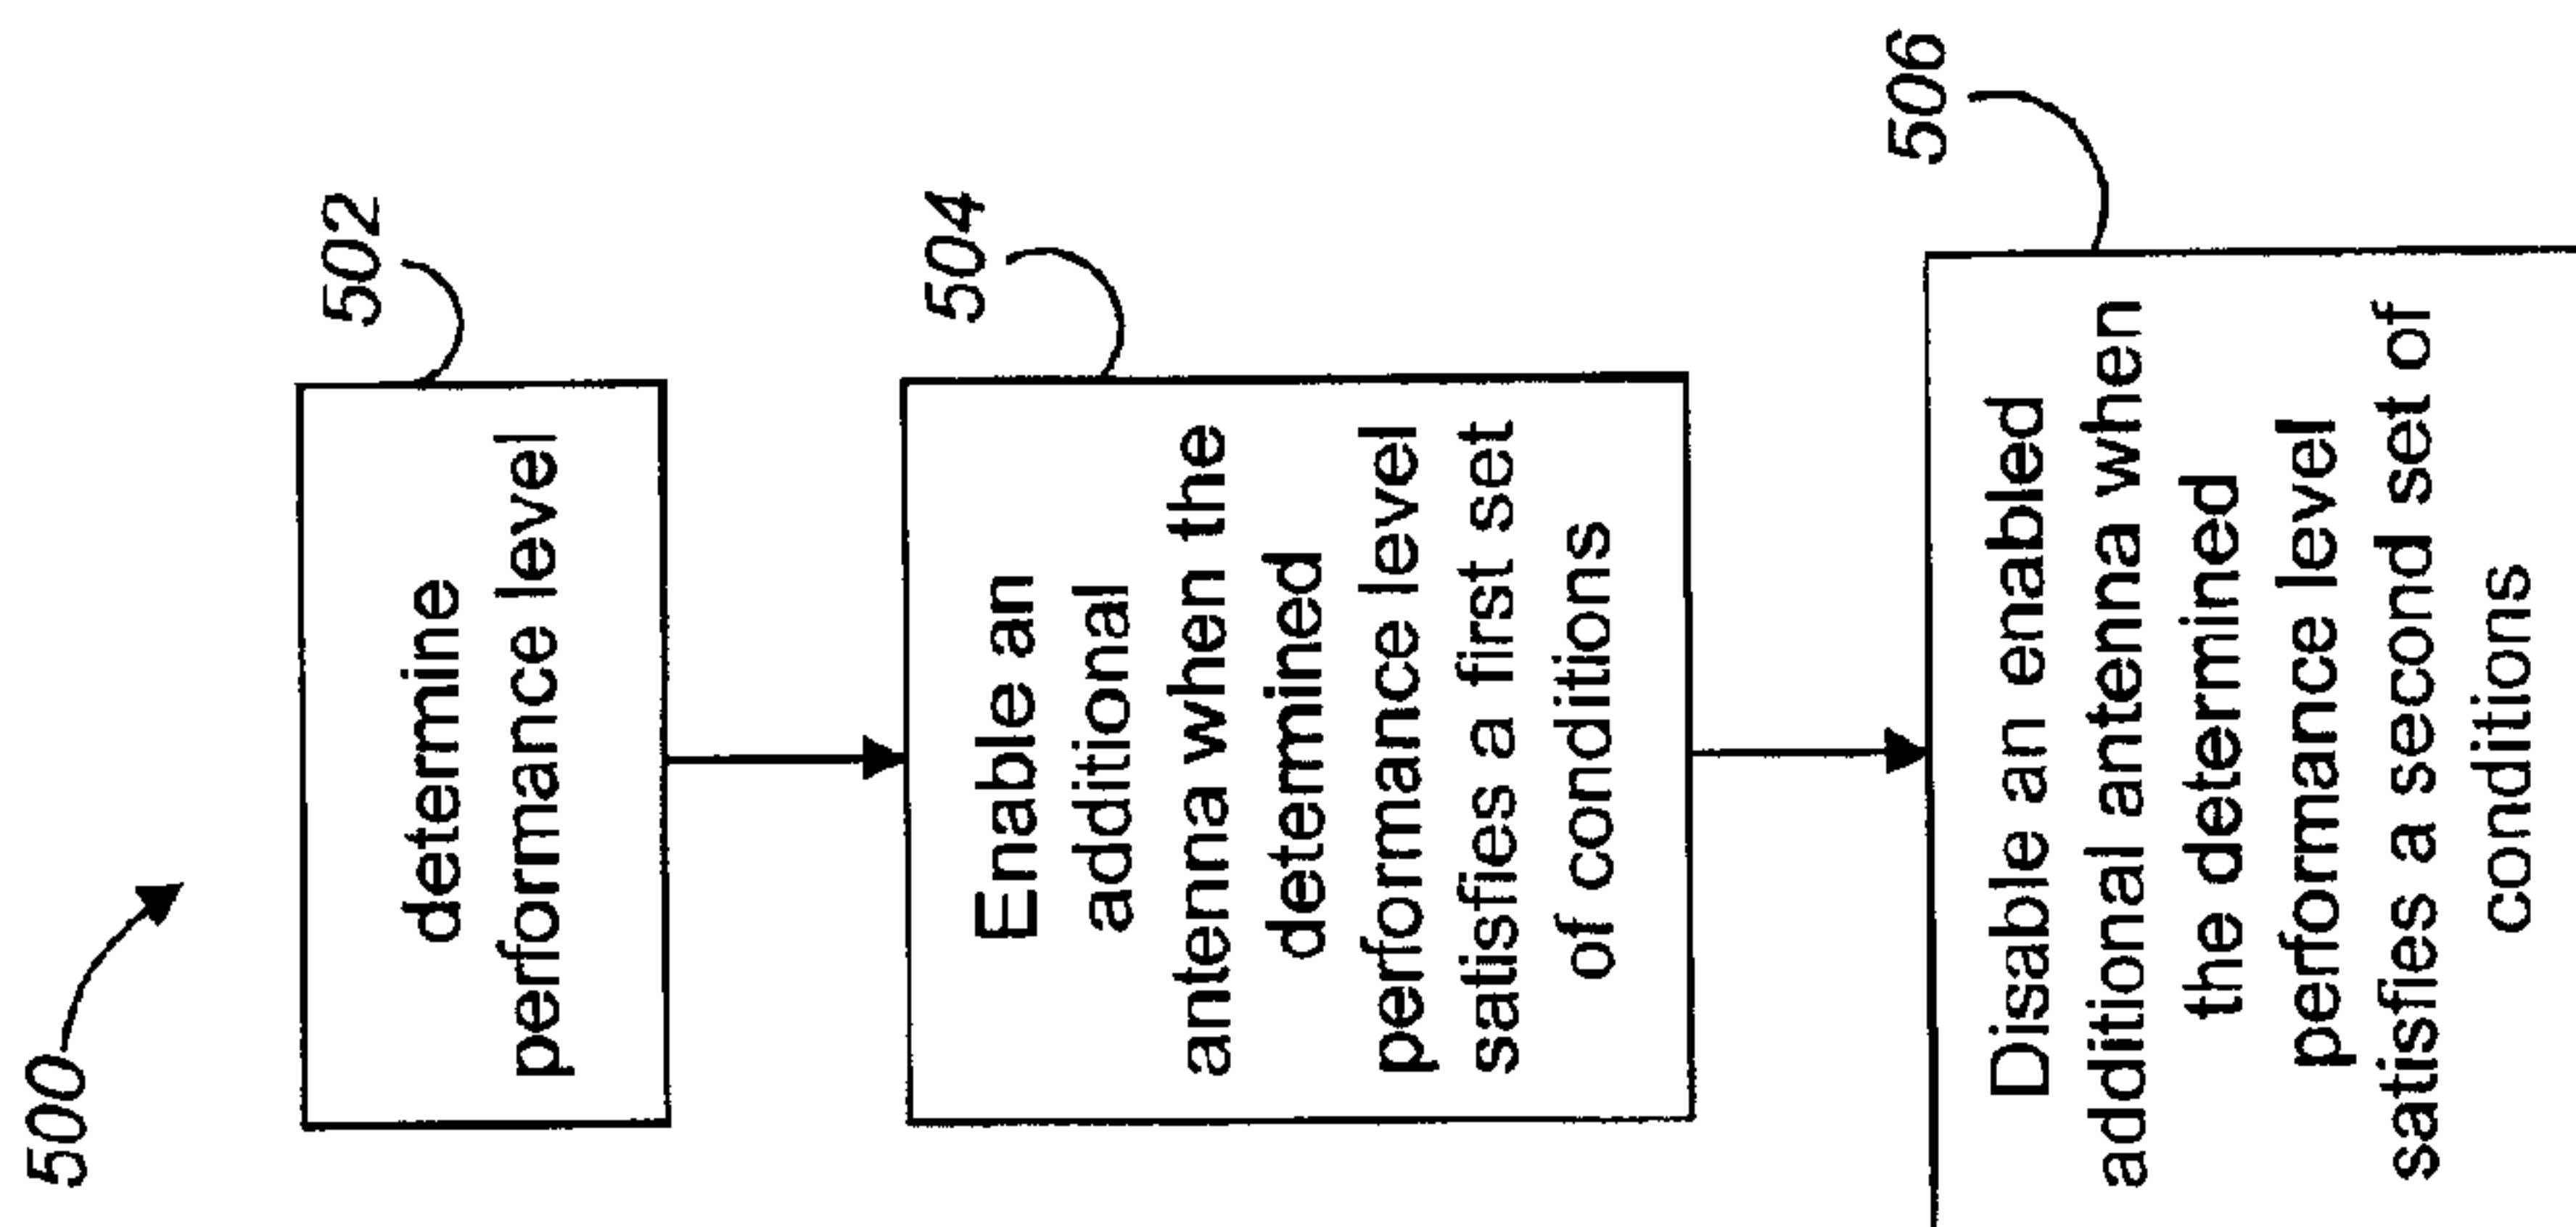 500
502
determine
performance level
504
Enable an
additional
antenna when the
determined
performance level
satisfies a first set
of conditions
506
Disable an enabled
additional antenna when
the determined
performance level
satisfies a second set of
conditions